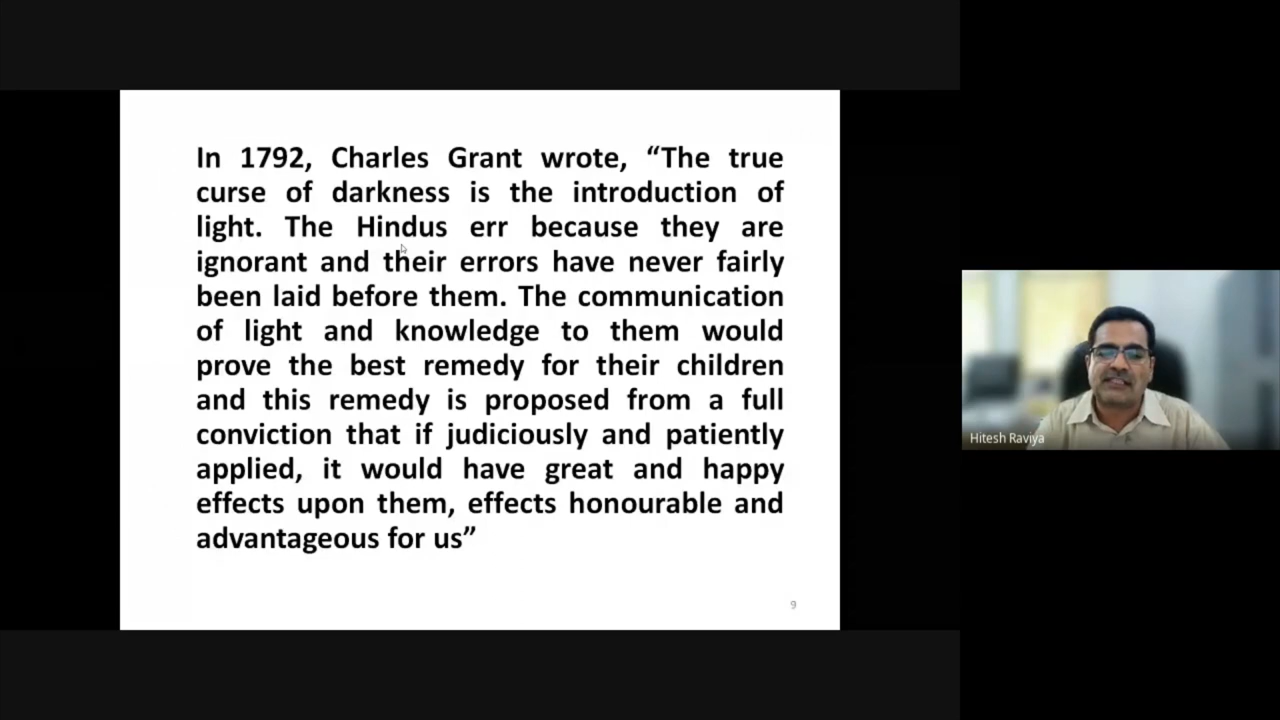 In 1792, Charles Grant wrote, “The true
curse of darkness is the introduction of
light. The Hindus err because they are
ignorant and their errors have never fairly
been laid before them. The communication
of light and knowledge to them would
prove the best remedy for their children
and this remedy is proposed from a full
conviction that if judiciously and patiently
applied, it would have great and happy
effects upon them, effects honourable and
advantageous for us”
9
Hitesh Raviya